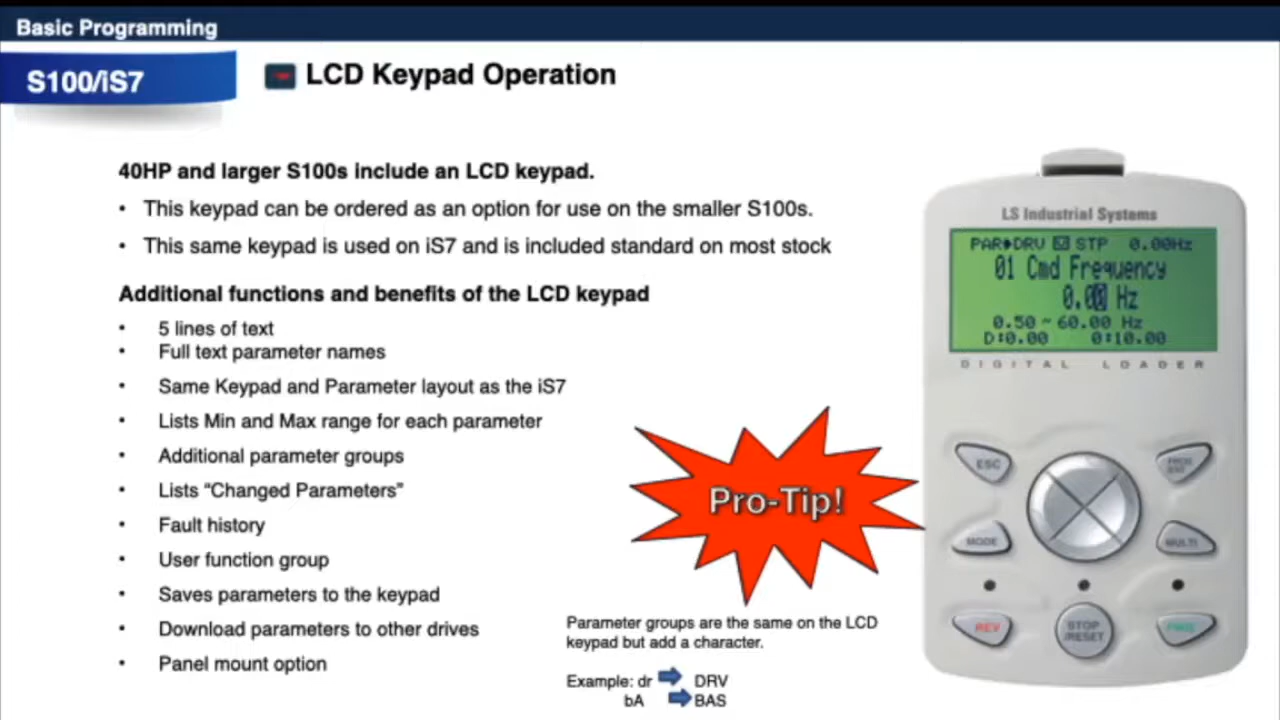 Basic Programming
S100/iS7
LCD Keypad Operation
40HP and larger S100s include an LCD keypad.
• This keypad can be ordered as an option for use on the smaller S100s.
• This same keypad is used on iS7 and is included standard on most stock
Additional functions and benefits of the LCD keypad
• 5 lines of text
• Full text parameter names
• Same Keypad and Parameter layout as the iS7
• Lists Min and Max range for each parameter
• Additional parameter groups
• Lists “Changed Parameters”
• Fault history
• User function group
• Saves parameters to the keypad
• Download parameters to other drives
• Panel mount option
Pro-Tip!
Parameter groups are the same on the LCD
keypad but add a character.
Example: dr DRV
bA BAS
LS Industrial Systems
PAR DRV STP 0.00Hz
01 Cmd Frequency
0.00 Hz
0.50 ~ 60.00 Hz
D:0.00 0:10.00
DIGITAL LOADER
ESC
PROG
MODE
MULTI
REV
STOP
/RESET
FWD